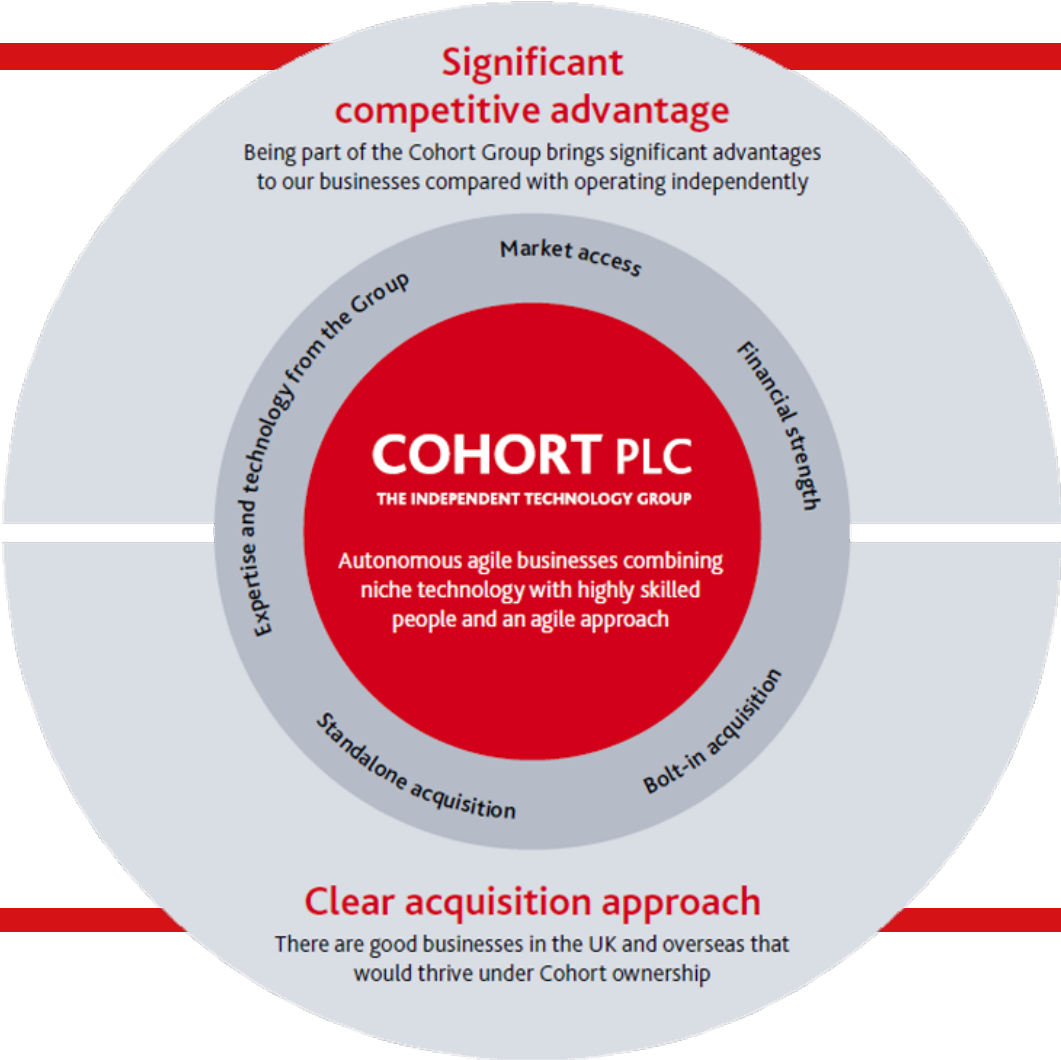 Significant
competitive advantage
Being part of the Cohort Group brings significant advantages
to our businesses compared with operating independently
Expertise and technology from the Group
Market access
Financial strength
COHORT PLC
THE INDEPENDENT TECHNOLOGY GROUP
Autonomous agile businesses combining
niche technology with highly skilled
people and an agile approach
Standalone acquisition
Bolt-in acquisition
Clear acquisition approach
There are good businesses in the UK and overseas that
would thrive under Cohort ownership